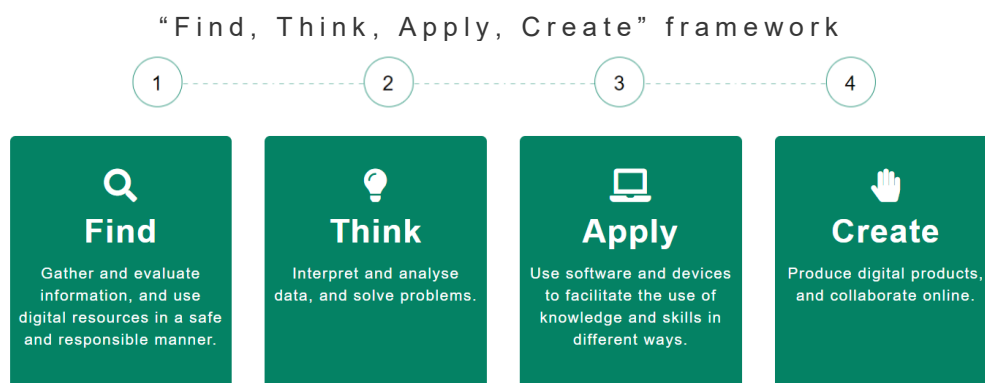 “Find, Think, Apply, Create” framework
1
2
3
4
Find
Gather and evaluate
information, and use
digital resources in a safe
and responsible manner.
Think
Interpret and analyse
data, and solve problems.
Apply
Use software and devices
to facilitate the use of
knowledge and skills in
different ways.
Create
Produce digital products,
and collaborate online.